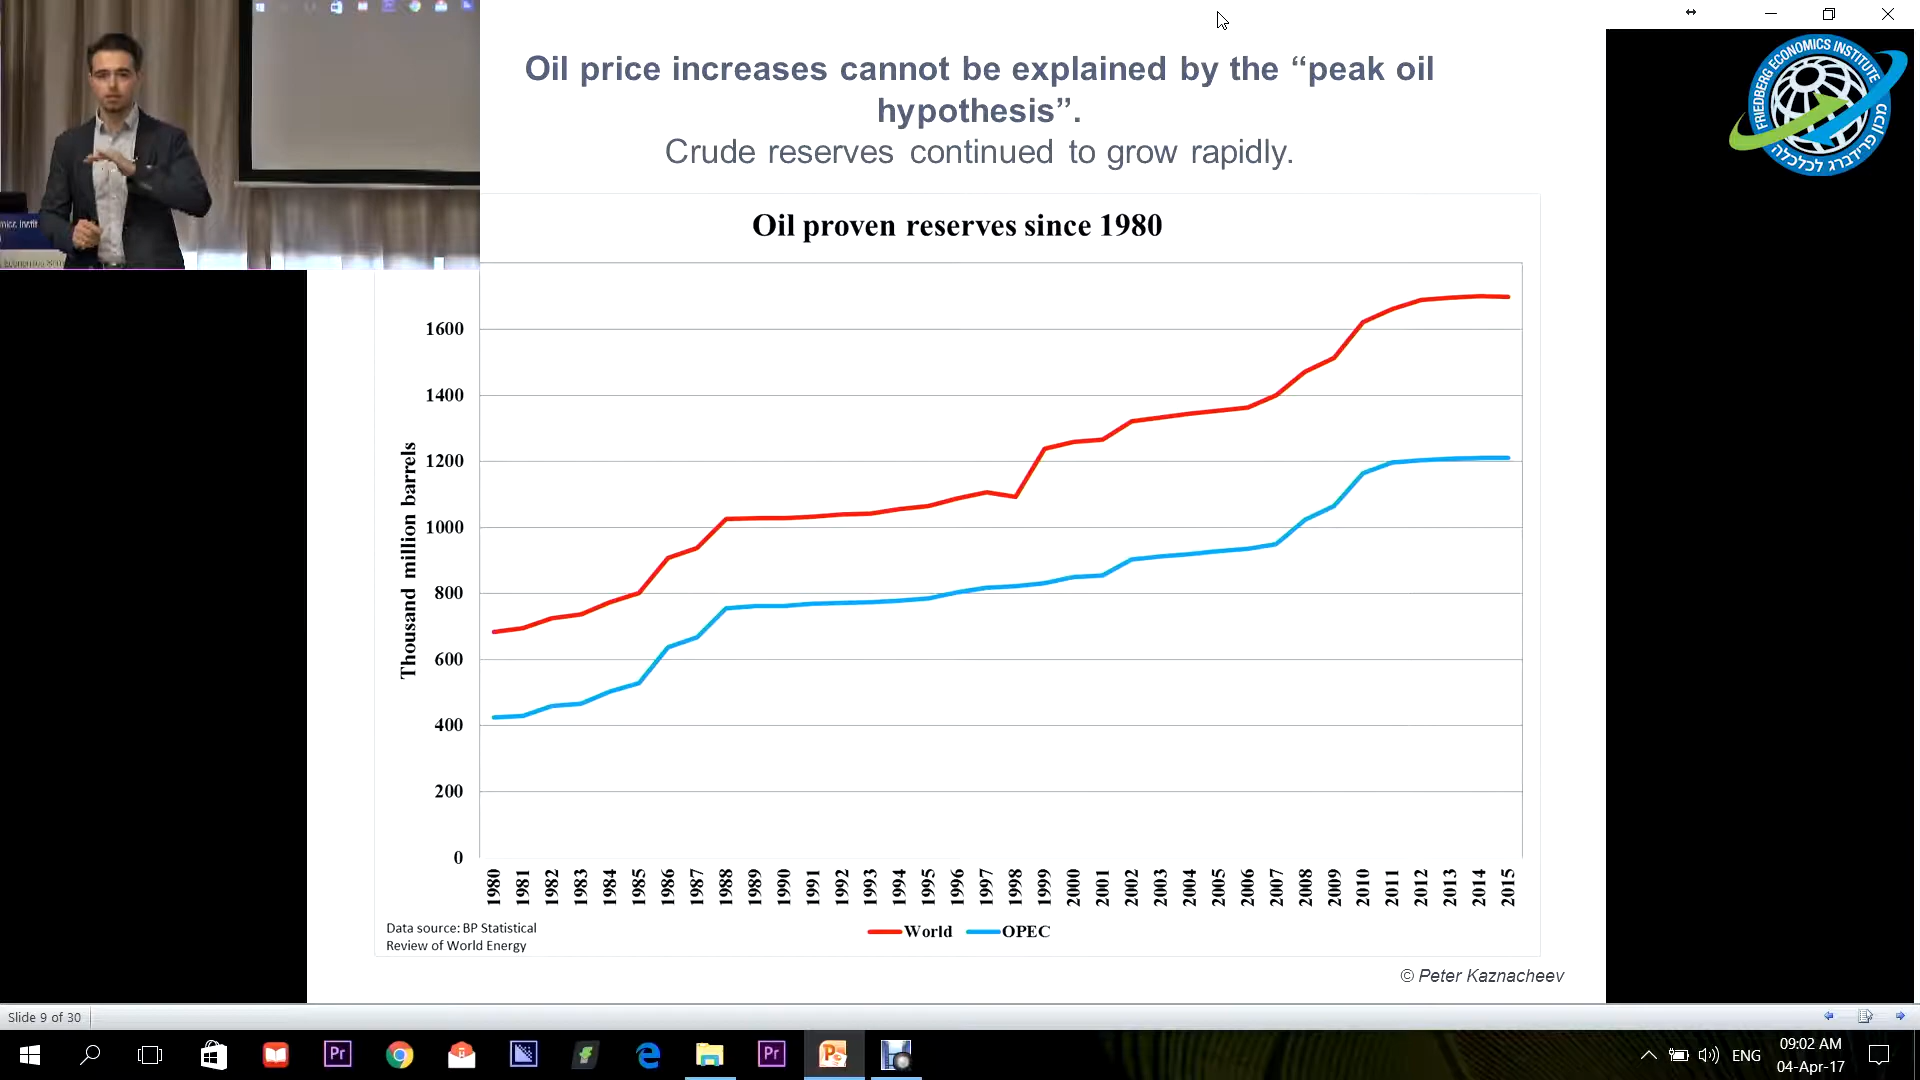 Oil price increases cannot be explained by the “peak oil
hypothesis”.
Crude reserves continued to grow rapidly.
FRIEDBERG ECONOMICS INSTITUTE
מכון פרידברג לכלכלה
Oil proven reserves since 1980
Thousand million barrels
1600
1400
1200
1000
800
600
400
200
0
1980 1981 1982 1983 1984 1985 1986 1987 1988 1989 1990 1991 1992 1993 1994 1995 1996 1997 1998 1999 2000 2001 2002 2003 2004 2005 2006 2007 2008 2009 2010 2011 2012 2013 2014 2015
World OPEC
Data source: BP Statistical
Review of World Energy
© Peter Kaznacheev
Slide 9 of 30
Pr
Pr
P
ENG
09:02 AM
04-Apr-17